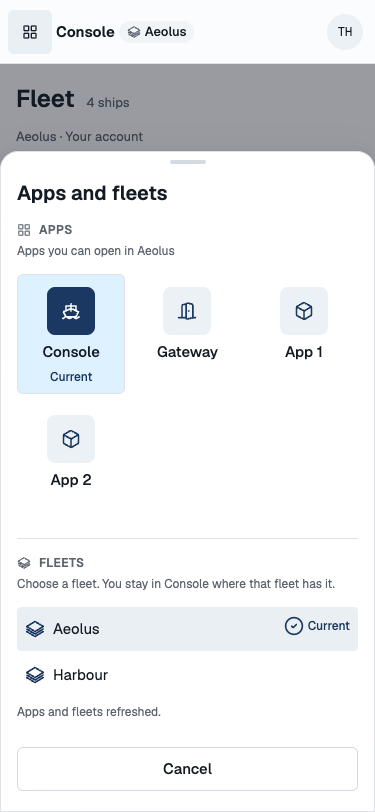 Console Aeolus TH
Fleet 4 ships
Aeolus · Your account
Apps and fleets
APPS
Apps you can open in Aeolus
Console Gateway App 1
Current
App 2
FLEETS
Choose a fleet. You stay in Console where that fleet has it.
Aeolus Current
Harbour
Apps and fleets refreshed.
Cancel